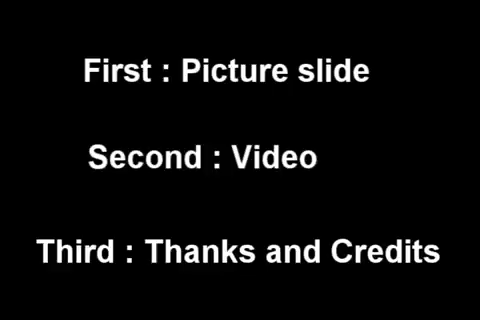 First : Picture slide
Second : Video
Third : Thanks and Credits